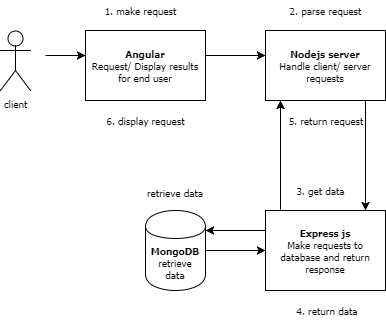 1. make request
2. parse request
Angular
Request/ Display results
for end user
Nodejs server
Handle client/ server
requests
client
6. display request
5. return request
retrieve data
3. get data
MongoDB
retrieve
data
Express js
Make requests to
database and return
response
4. return data